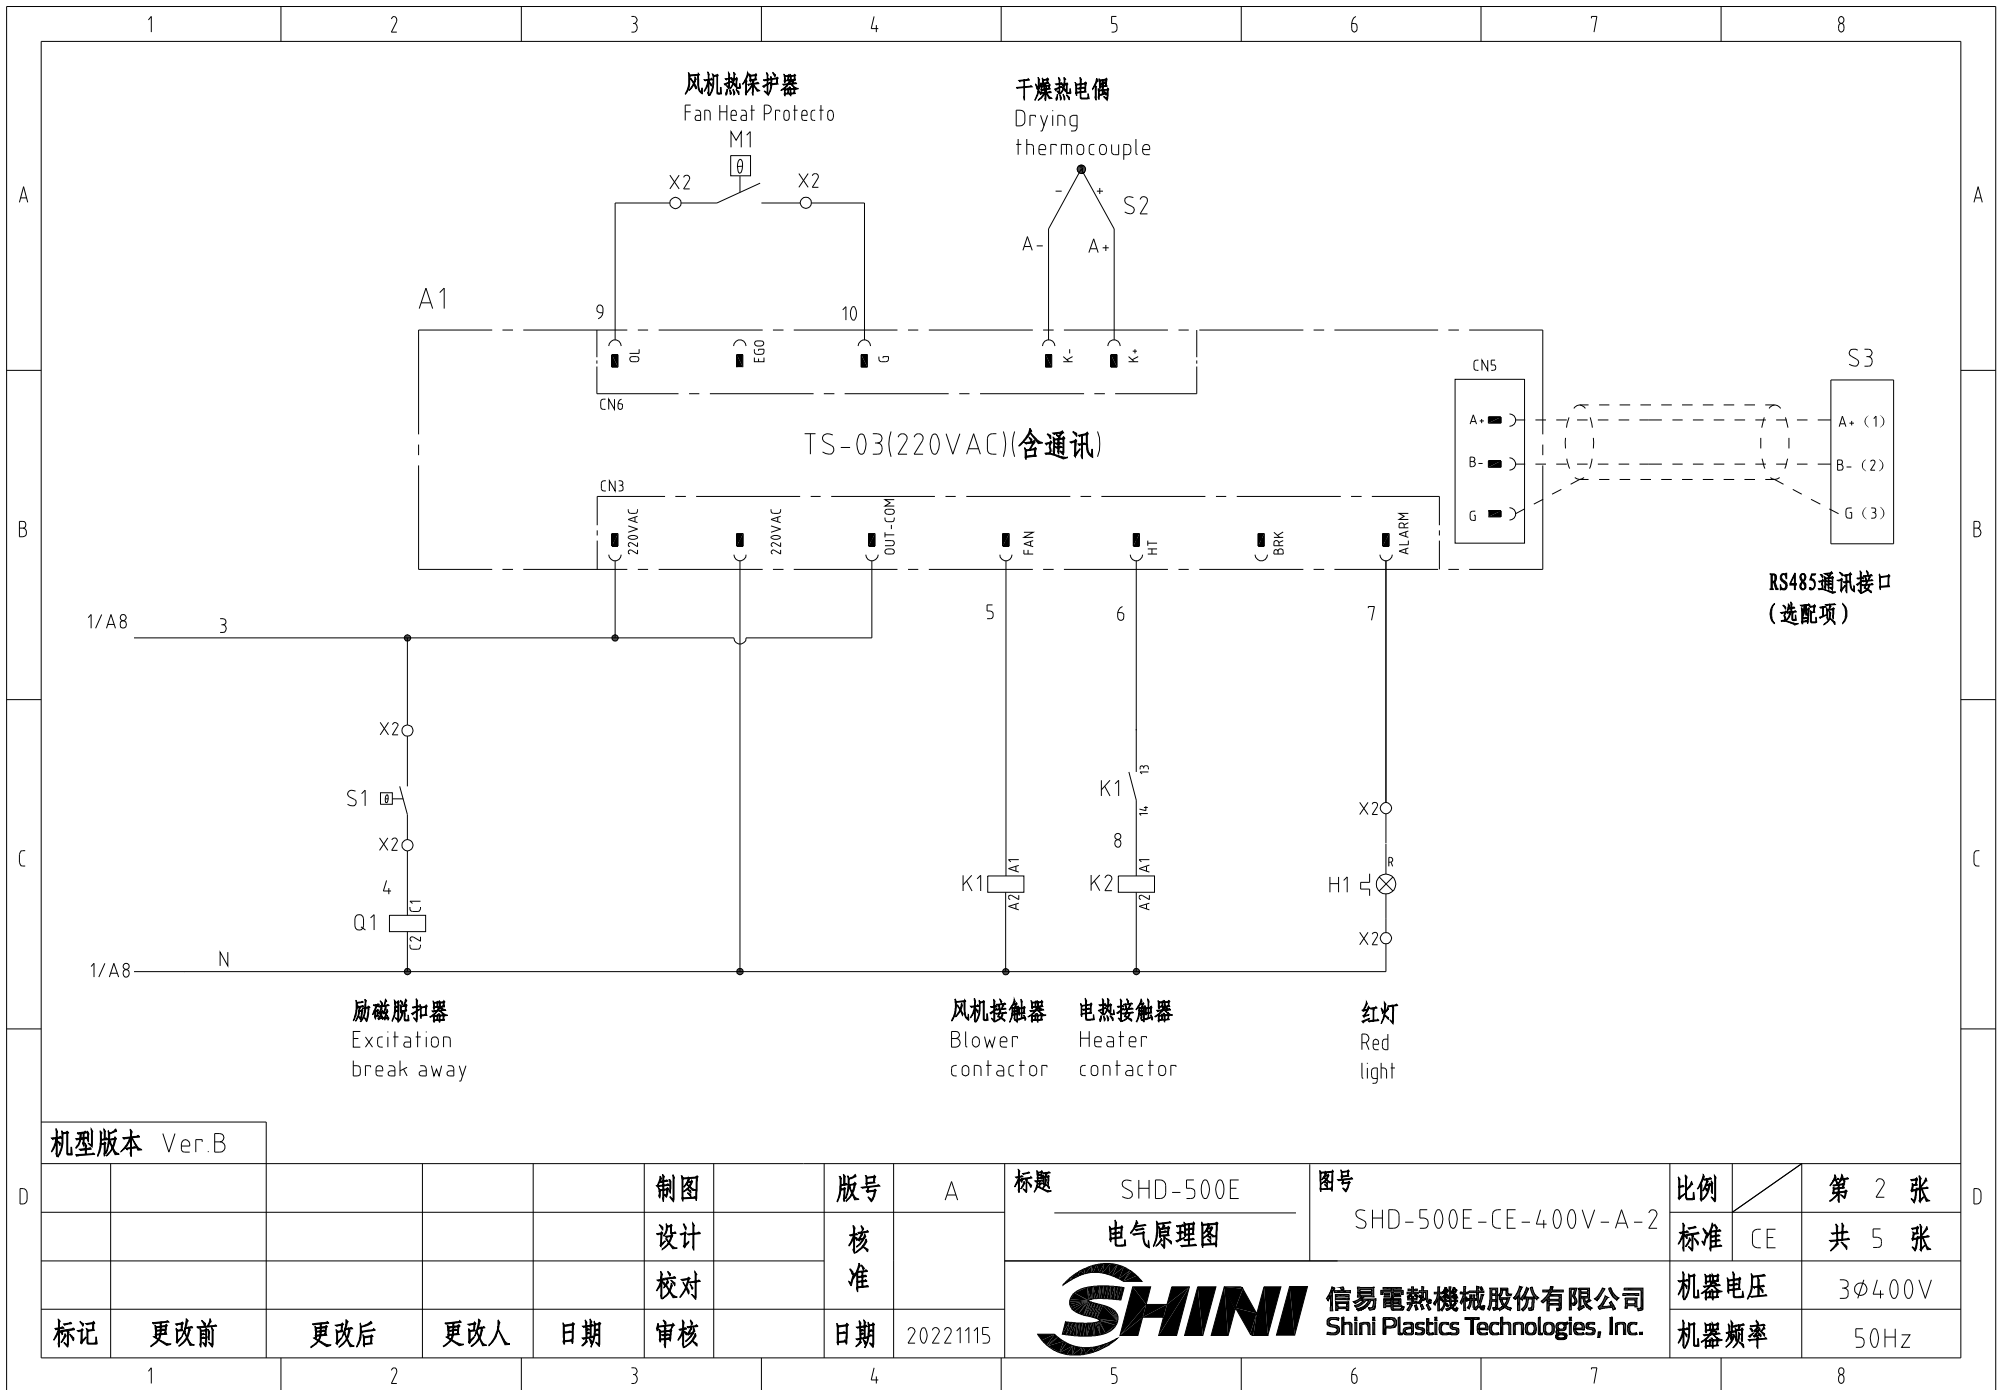 1 2 3 4 5 6 7 8
风机热保护器
Fan Heat Protecto
M1
θ
X2 X2
干燥热电偶
Drying
thermocouple
- +
S2
A- A+
A A
A1
9 10
OL EGO G K- K+
CN6
TS-03(220VAC)(含通讯)
CN5
A+
B-
G
S3
A+ (1)
B- (2)
G (3)
RS485通讯接口
(选配项)
CN3
220VAC 220VAC OUT-COM FAN HT BRK ALARM
B B
1/A8 3
5 6 7
X2
S1 θ
X2
4
Q1 C1 C2
K1 13 14
8
K1 A1 A2
K2 A1 A2
X2
R
H1
X2
C C
1/A8 N
励磁脱扣器
Excitation
break away
风机接触器
Blower
contactor
电热接触器
Heater
contactor
红灯
Red
light
机型版本 Ver.B
D D
制图 版号 A
设计 核准
校对
标记 更改前 更改后 更改人 日期 审核 日期 20221115
标题 SHD-500E
电气原理图
图号
SHD-500E-CE-400V-A-2
比例 第 2 张
标准 CE 共 5 张
机器电压 3Φ400V
机器频率 50Hz
SHINI
信易電熱機械股份有限公司
Shini Plastics Technologies, Inc.
1 2 3 4 5 6 7 8